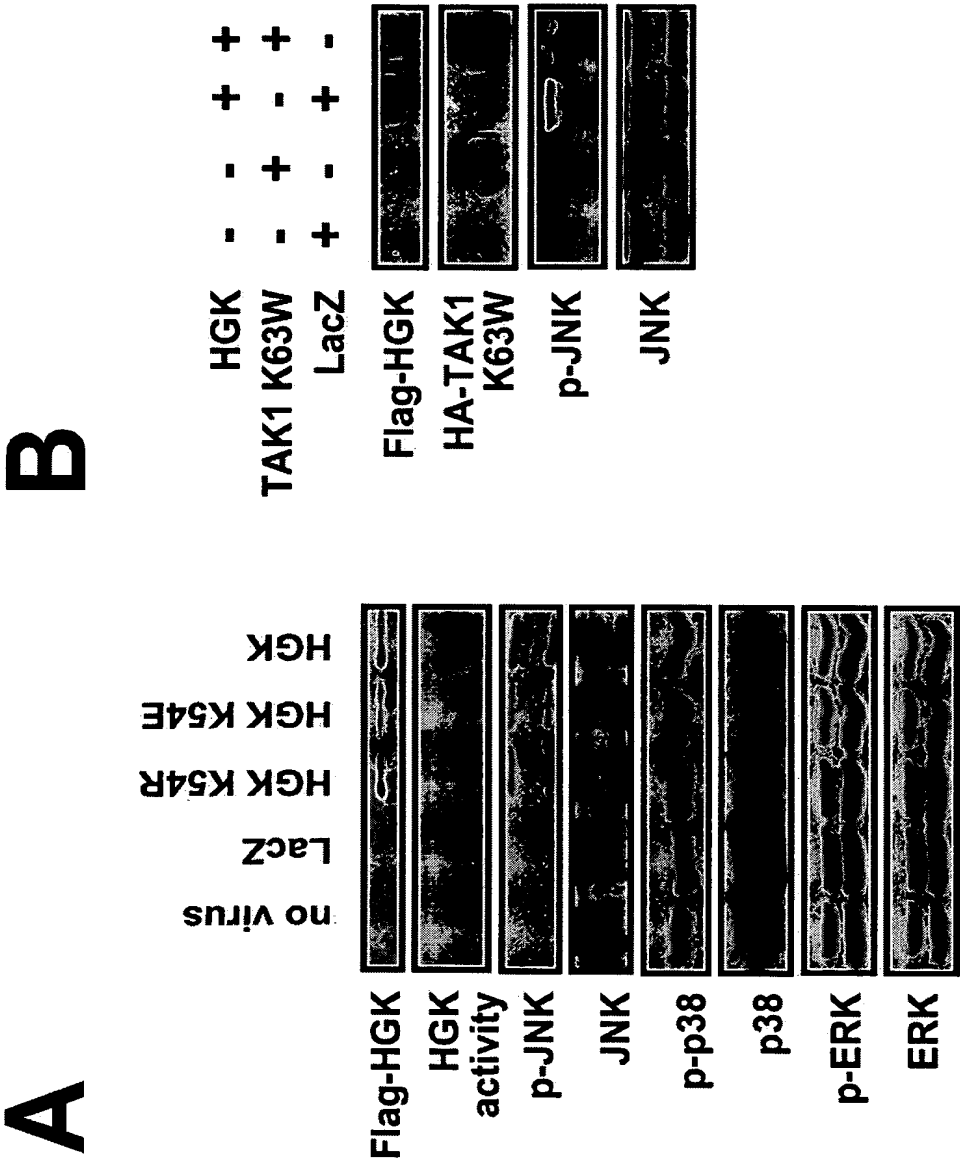 A
no virus
LacZ
HGK K54R
HGK K54E
HGK
Flag-HGK
HGK
activity
p-JNK
JNK
p-p38
p38
p-ERK
ERK
B
HGK - - + +
TAK1 K63W - + - +
LacZ + - + -
Flag-HGK
HA-TAK1
K63W
p-JNK
JNK